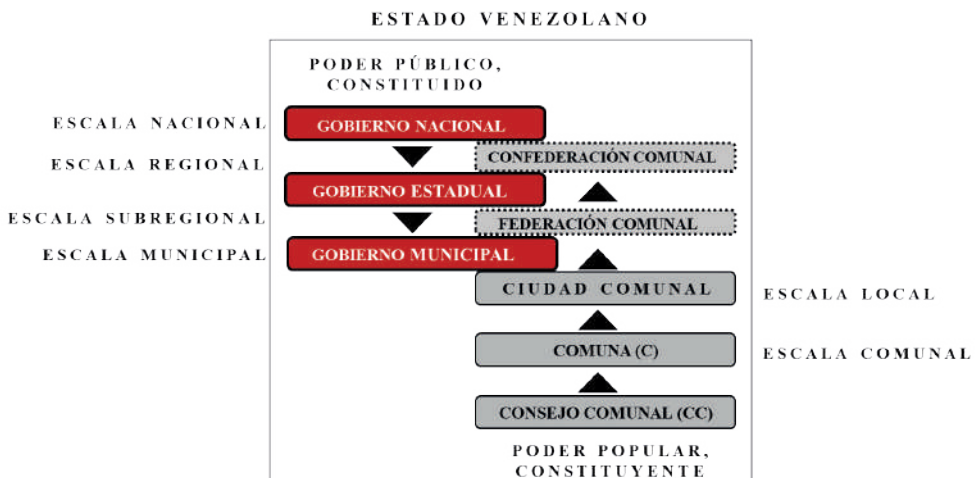 ESTADO VENEZOLANO
PODER PÚBLICO,
CONSTITUIDO
ESCALA NACIONAL
GOBIERNO NACIONAL
ESCALA REGIONAL
CONFEDERACIÓN COMUNAL
GOBIERNO ESTADUAL
ESCALA SUBREGIONAL
FEDERACIÓN COMUNAL
ESCALA MUNICIPAL
GOBIERNO MUNICIPAL
CIUDAD COMUNAL
ESCALA LOCAL
COMUNA (C)
ESCALA COMUNAL
CONSEJO COMUNAL (CC)
PODER POPULAR,
CONSTITUYENTE